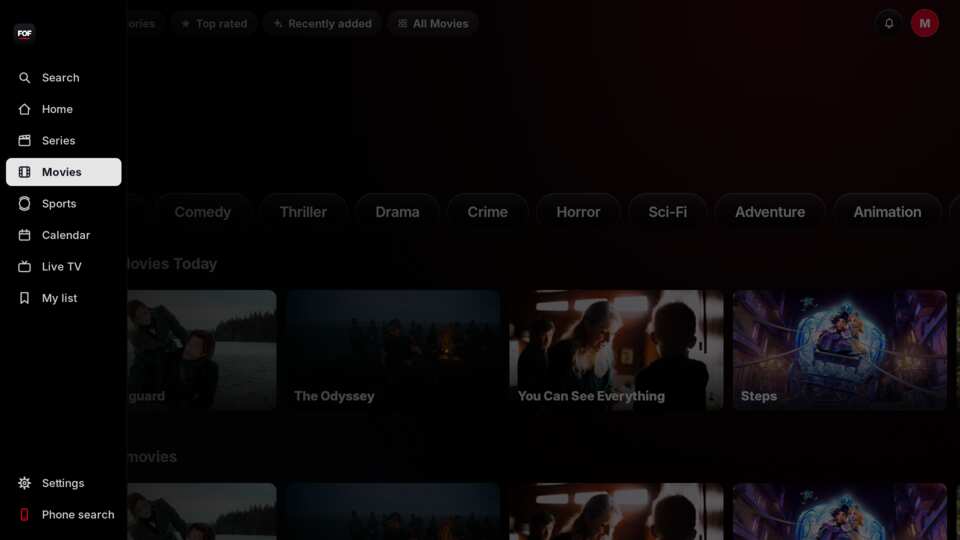 FOF
Search
Home
Series
Movies
Sports
Calendar
Live TV
My list
Settings
Phone search
ories
Top rated
Recently added
All Movies
M
Comedy
Thriller
Drama
Crime
Horror
Sci-Fi
Adventure
Animation
Movies Today
guard
The Odyssey
You Can See Everything
Steps
movies